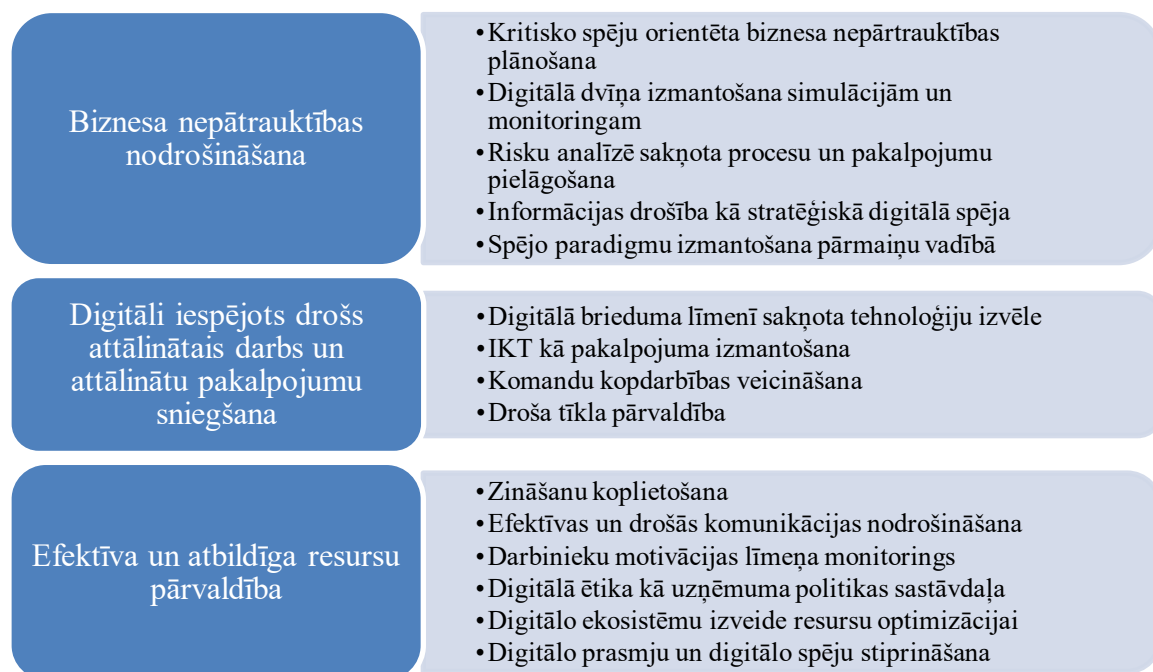 Biznesa nepātrauktības
nodrošināšana
•Kritisko spēju orientēta biznesa nepārtrauktības
plānošana
•Digitālā dvīņa izmantošana simulācijām un
monitoringam
•Risku analīzē sakņota procesu un pakalpojumu
pielāgošana
•Informācijas drošība kā stratēģiskā digitālā spēja
•Spējo paradigmu izmantošana pārmaiņu vadībā
Digitāli iespējots drošs
attālinātais darbs un
attālinātu pakalpojumu
sniegšana
•Digitālā brieduma līmenī sakņota tehnoloģiju izvēle
•IKT kā pakalpojuma izmantošana
•Komandu kopdarbības veicināšana
•Droša tīkla pārvaldība
Efektīva un atbildīga resursu
pārvaldība
•Zināšanu koplietošana
•Efektīvas un drošās komunikācijas nodrošināšana
•Darbinieku motivācijas līmeņa monitorings
•Digitālā ētika kā uzņēmuma politikas sastāvdaļa
•Digitālo ekosistēmu izveide resursu optimizācijai
•Digitālo prasmju un digitālo spēju stiprināšana